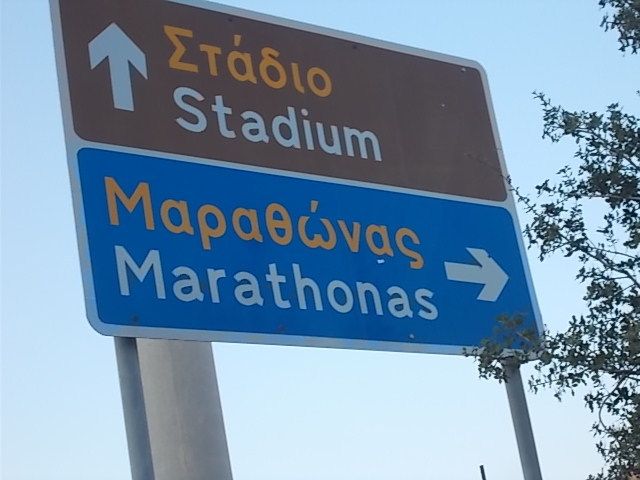 Στάδιο
Stadium
Μαραθώνας
Marathonas